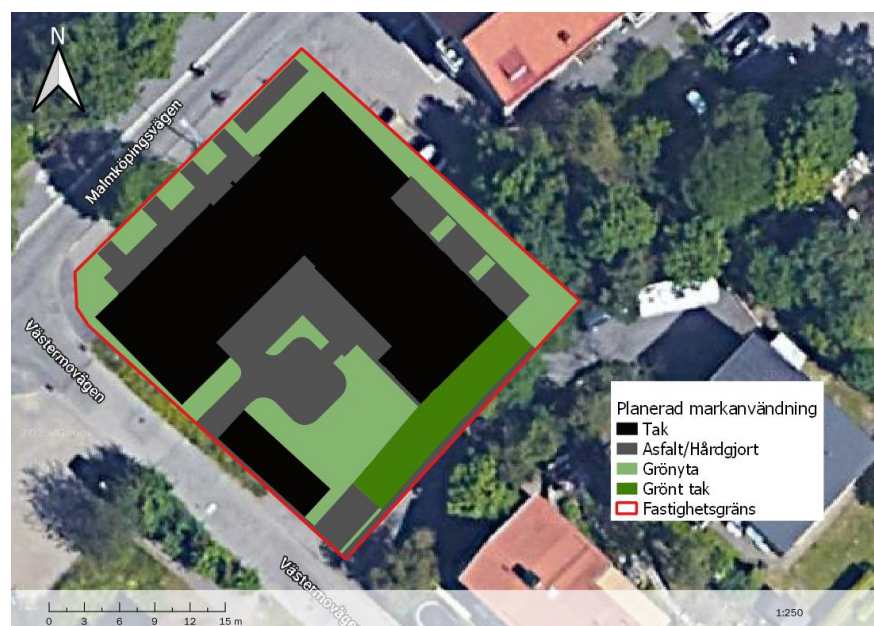 N
Malmköpingsvägen
Västermovägen
Västermovägen
Planerad markanvändning
Tak
Asfalt/Hårdgjort
Grönyta
Grönt tak
Fastighetsgräns
0 3 6 9 12 15 m
1:250